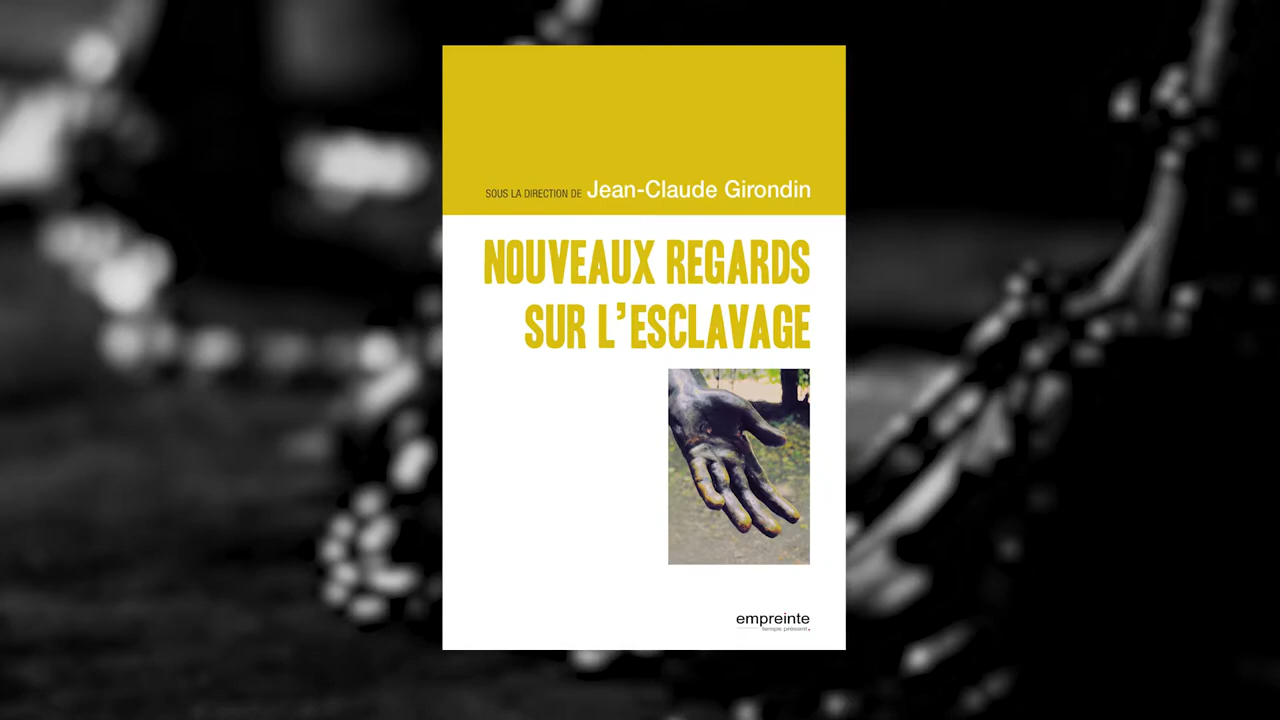 SOUS LA DIRECTION DE Jean-Claude Girondin
NOUVEAUX REGARDS
SUR L'ESCLAVAGE
empreinte
temps présent.